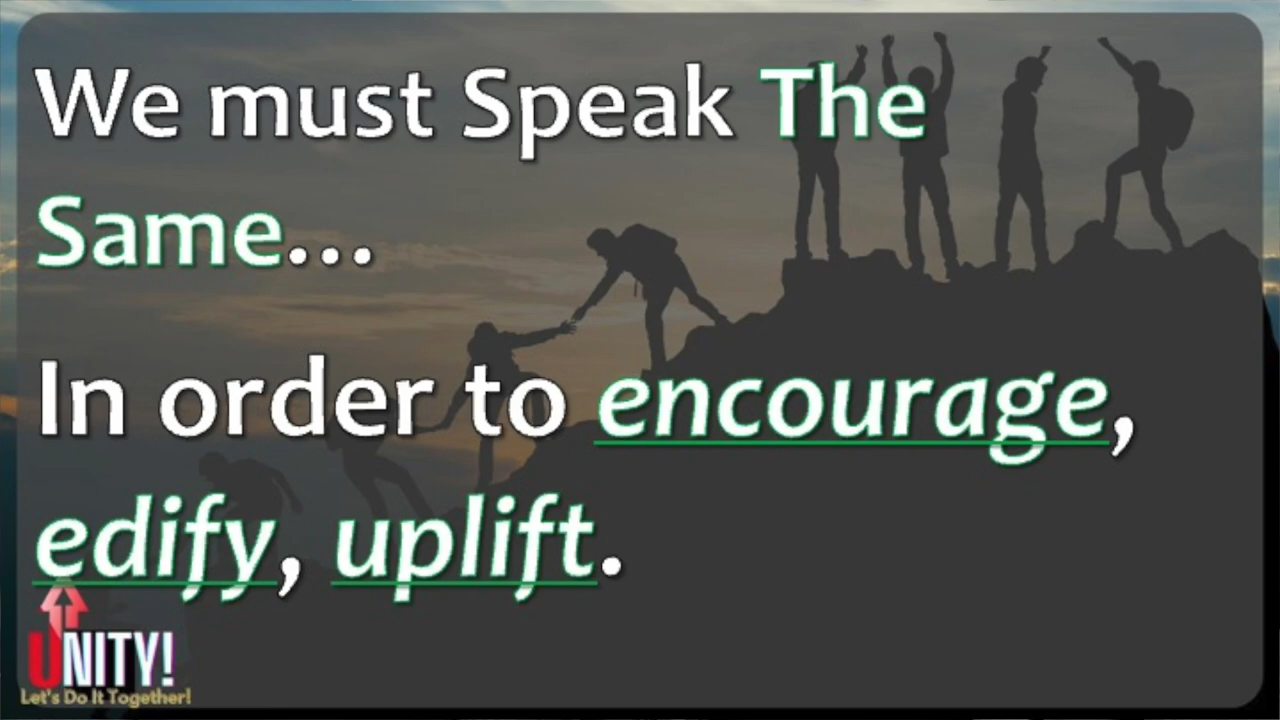 We must Speak The
Same...
In order to encourage,
edify, uplift.
UNITY!
Let's Do It Together!